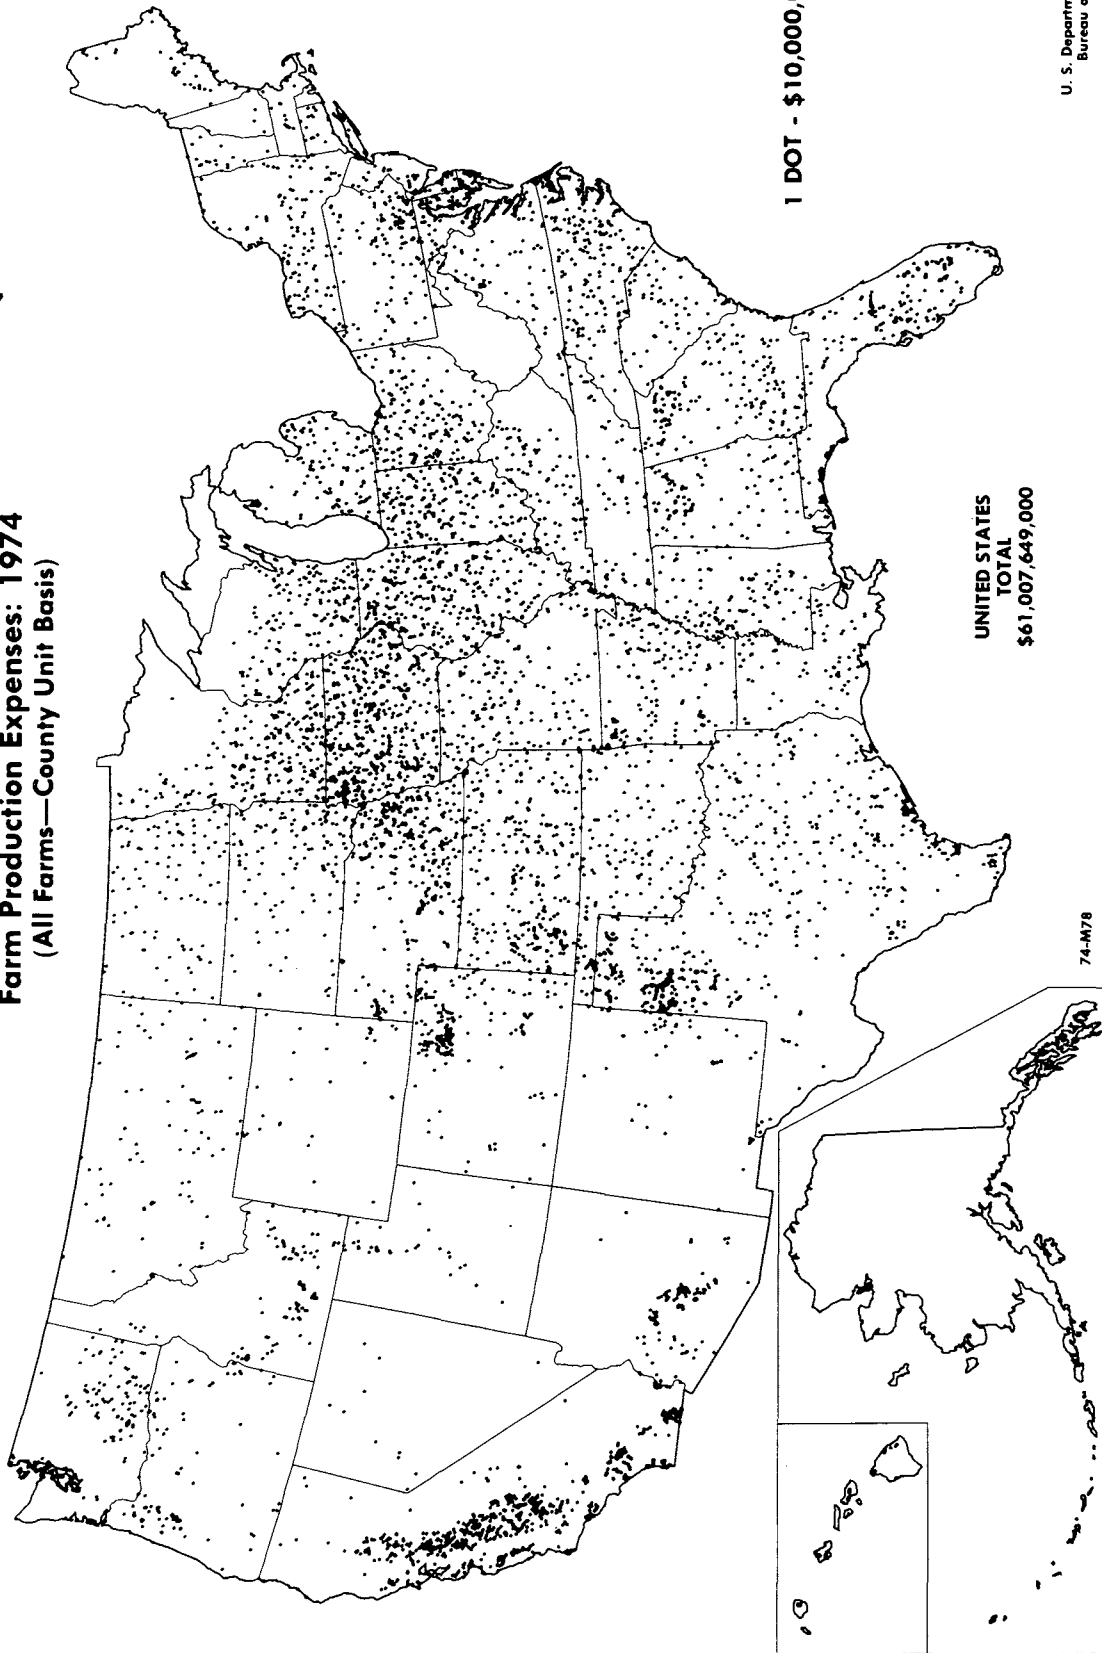 Farm Production Expenses: 1974
(All Farms—County Unit Basis)
1 DOT - $10,000,
UNITED STATES
TOTAL
$61,007,649,000
74-M78
U. S. Departm
Bureau o